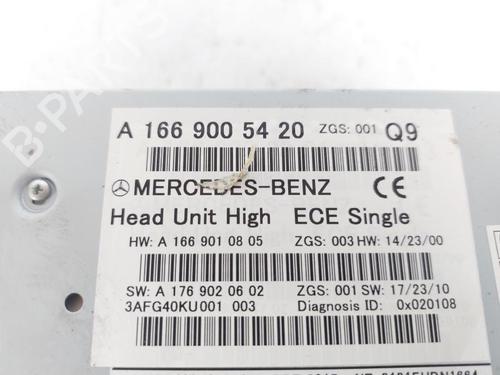 A 166 900 54 20 ZGS: 001 Q9
MERCEDES-BENZ CE
Head Unit High ECE Single
HW: A 166 901 08 05 ZGS: 003 HW: 14/23/00
SW: A 176 902 06 02 ZGS: 001 SW: 17/23/10
3AFG40KU001 003 Diagnosis ID: 0x020108
B-PARTS